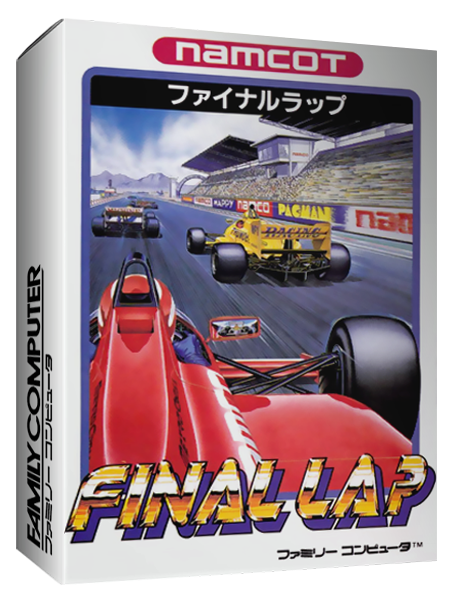 namcoT
ファイナルラップ
HAPPY namco PACMAN namco
RACING
FINAL LAP
ファミリー コンピュータ™
FAMILY COMPUTER
ファミリー コンピュータ